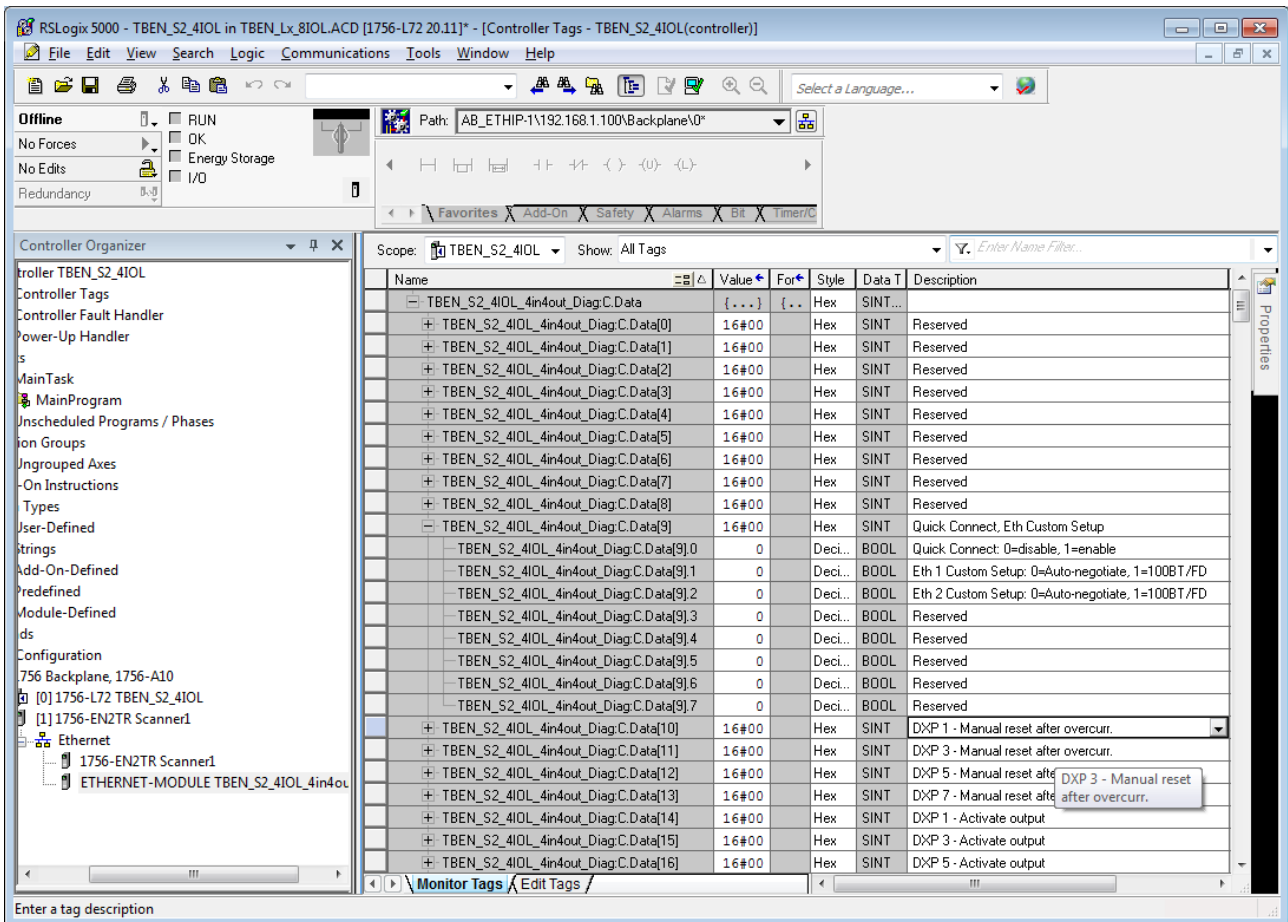 RSLogix 5000 - TBEN_S2_4IOL in TBEN_Lx_8IOL.ACD [1756-L72 20.11]* - [Controller Tags - TBEN_S2_4IOL(controller)]
File Edit View Search Logic Communications Tools Window Help
Select a Language...
Offline
RUN
No Forces
OK
Energy Storage
No Edits
I/O
Redundancy
Path: AB_ETHIP-1\192.168.1.100\Backplane\0*
Favorites Add-On Safety Alarms Bit Timer/C
Controller Organizer
troller TBEN_S2_4IOL
Controller Tags
Controller Fault Handler
Power-Up Handler
ks
MainTask
MainProgram
Unscheduled Programs / Phases
ion Groups
Ungrouped Axes
-On Instructions
Types
User-Defined
Strings
Add-On-Defined
Predefined
Module-Defined
nds
Configuration
1756 Backplane, 1756-A10
[0] 1756-L72 TBEN_S2_4IOL
[1] 1756-EN2TR Scanner1
Ethernet
1756-EN2TR Scanner1
ETHERNET-MODULE TBEN_S2_4IOL_4in4ou
Scope: TBEN_S2_4IOL Show: All Tags Enter Name Filter...
Name Value For Style Data T Description
TBEN_S2_4IOL_4in4out_Diag:C.Data {...} {.. Hex SINT...
TBEN_S2_4IOL_4in4out_Diag:C.Data[0] 16#00 Hex SINT Reserved
TBEN_S2_4IOL_4in4out_Diag:C.Data[1] 16#00 Hex SINT Reserved
TBEN_S2_4IOL_4in4out_Diag:C.Data[2] 16#00 Hex SINT Reserved
TBEN_S2_4IOL_4in4out_Diag:C.Data[3] 16#00 Hex SINT Reserved
TBEN_S2_4IOL_4in4out_Diag:C.Data[4] 16#00 Hex SINT Reserved
TBEN_S2_4IOL_4in4out_Diag:C.Data[5] 16#00 Hex SINT Reserved
TBEN_S2_4IOL_4in4out_Diag:C.Data[6] 16#00 Hex SINT Reserved
TBEN_S2_4IOL_4in4out_Diag:C.Data[7] 16#00 Hex SINT Reserved
TBEN_S2_4IOL_4in4out_Diag:C.Data[8] 16#00 Hex SINT Reserved
TBEN_S2_4IOL_4in4out_Diag:C.Data[9] 16#00 Hex SINT Quick Connect, Eth Custom Setup
TBEN_S2_4IOL_4in4out_Diag:C.Data[9].0 0 Deci... BOOL Quick Connect: 0=disable, 1=enable
TBEN_S2_4IOL_4in4out_Diag:C.Data[9].1 0 Deci... BOOL Eth 1 Custom Setup: 0=Auto-negotiate, 1=100BT/FD
TBEN_S2_4IOL_4in4out_Diag:C.Data[9].2 0 Deci... BOOL Eth 2 Custom Setup: 0=Auto-negotiate, 1=100BT/FD
TBEN_S2_4IOL_4in4out_Diag:C.Data[9].3 0 Deci... BOOL Reserved
TBEN_S2_4IOL_4in4out_Diag:C.Data[9].4 0 Deci... BOOL Reserved
TBEN_S2_4IOL_4in4out_Diag:C.Data[9].5 0 Deci... BOOL Reserved
TBEN_S2_4IOL_4in4out_Diag:C.Data[9].6 0 Deci... BOOL Reserved
TBEN_S2_4IOL_4in4out_Diag:C.Data[9].7 0 Deci... BOOL Reserved
TBEN_S2_4IOL_4in4out_Diag:C.Data[10] 16#00 Hex SINT DXP 1 - Manual reset after overcurr.
TBEN_S2_4IOL_4in4out_Diag:C.Data[11] 16#00 Hex SINT DXP 3 - Manual reset after overcurr.
TBEN_S2_4IOL_4in4out_Diag:C.Data[12] 16#00 Hex SINT DXP 5 - Manual reset afte
TBEN_S2_4IOL_4in4out_Diag:C.Data[13] 16#00 Hex SINT DXP 7 - Manual reset afte
DXP 3 - Manual reset
after overcurr.
TBEN_S2_4IOL_4in4out_Diag:C.Data[14] 16#00 Hex SINT DXP 1 - Activate output
TBEN_S2_4IOL_4in4out_Diag:C.Data[15] 16#00 Hex SINT DXP 3 - Activate output
TBEN_S2_4IOL_4in4out_Diag:C.Data[16] 16#00 Hex SINT DXP 5 - Activate output
Monitor Tags Edit Tags
Properties
Enter a tag description